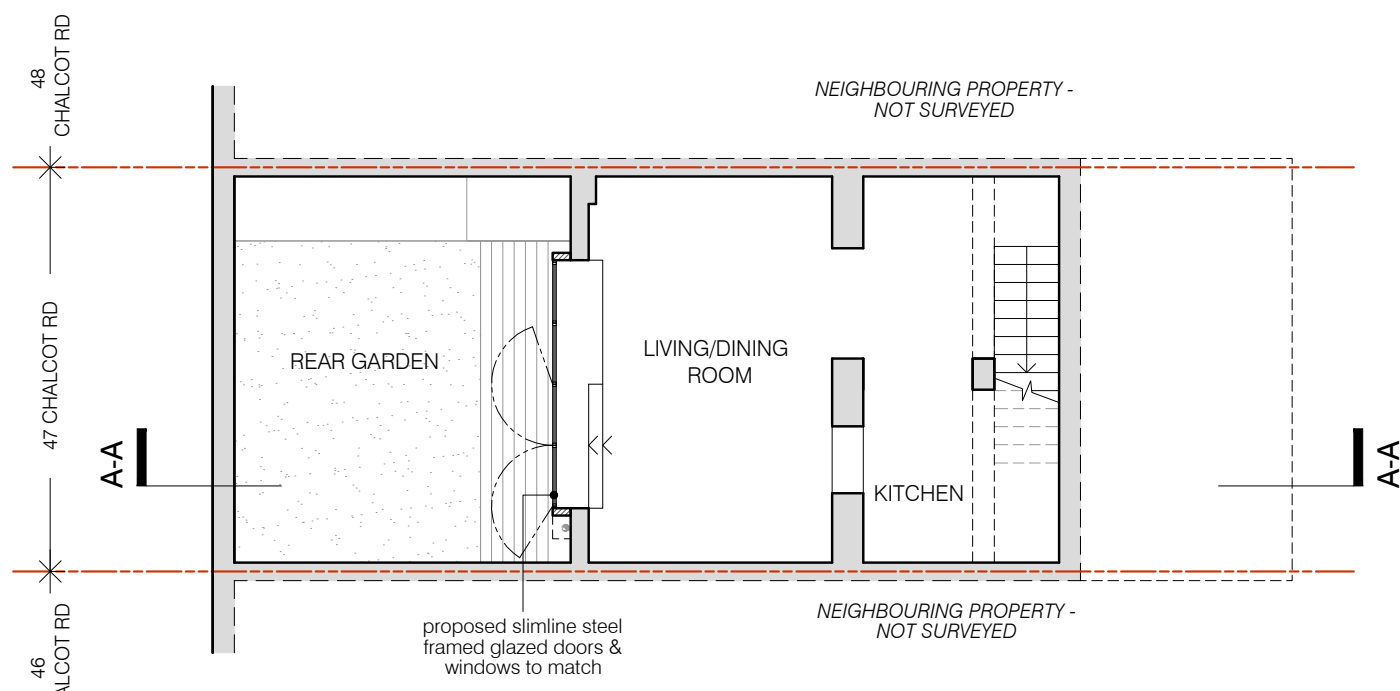 48
CHALCOT RD
NEIGHBOURING PROPERTY -
NOT SURVEYED
47 CHALCOT RD
REAR GARDEN
LIVING/DINING
ROOM
A-A
KITCHEN
A-A
NEIGHBOURING PROPERTY -
NOT SURVEYED
proposed slimline steel
framed glazed doors &
windows to match
46
ALCOT RD